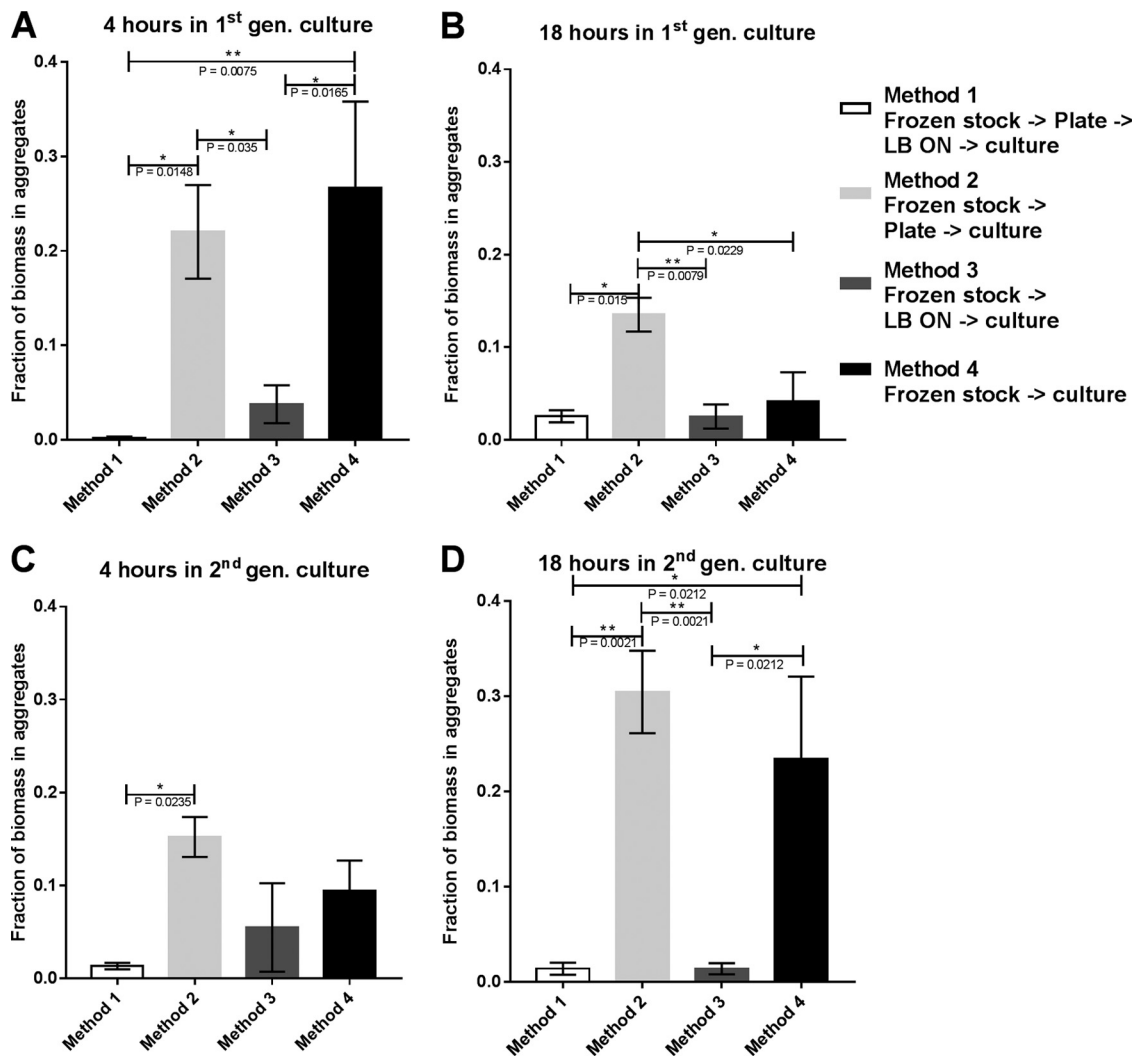 A
4 hours in 1st gen. culture
Fraction of biomass in aggregates
0.4
0.3
0.2
0.1
0.0
**
P = 0.0075
*
P = 0.0165
*
P = 0.035
*
P = 0.0148
Method 1
Method 2
Method 3
Method 4
B
18 hours in 1st gen. culture
Fraction of biomass in aggregates
0.4
0.3
0.2
0.1
0.0
*
P = 0.0229
**
P = 0.0079
*
P = 0.015
Method 1
Method 2
Method 3
Method 4
Method 1
Frozen stock -> Plate ->
LB ON -> culture
Method 2
Frozen stock ->
Plate -> culture
Method 3
Frozen stock ->
LB ON -> culture
Method 4
Frozen stock -> culture
C
4 hours in 2nd gen. culture
Fraction of biomass in aggregates
0.4
0.3
0.2
0.1
0.0
*
P = 0.0235
Method 1
Method 2
Method 3
Method 4
D
18 hours in 2nd gen. culture
Fraction of biomass in aggregates
0.4
0.3
0.2
0.1
0.0
*
P = 0.0212
**
P = 0.0021
**
P = 0.0021
*
P = 0.0212
Method 1
Method 2
Method 3
Method 4